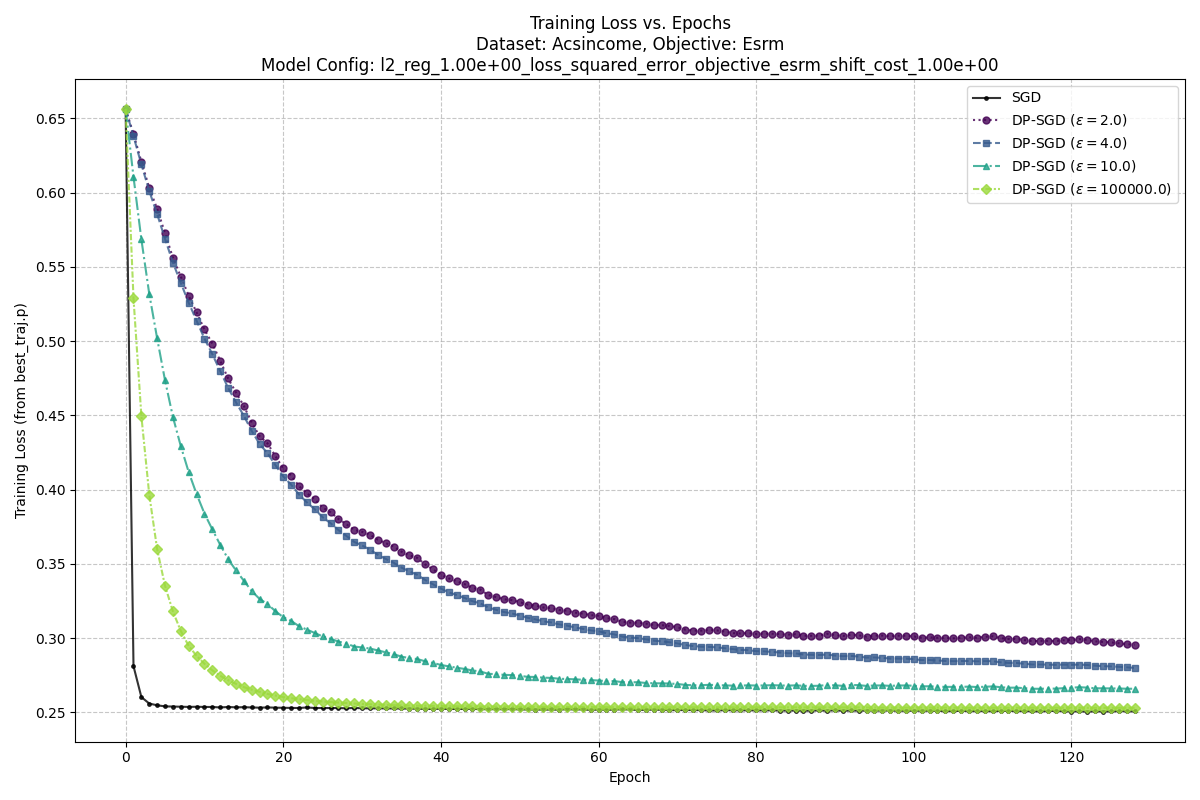 Training Loss vs. Epochs
Dataset: Acsincome, Objective: Esrm
Model Config: l2_reg_1.00e+00_loss_squared_error_objective_esrm_shift_cost_1.00e+00
SGD
DP-SGD (ε = 2.0)
DP-SGD (ε = 4.0)
DP-SGD (ε = 10.0)
DP-SGD (ε = 100000.0)
Training Loss (from best_traj.p)
0.65
0.60
0.55
0.50
0.45
0.40
0.35
0.30
0.25
0 20 40 60 80 100 120
Epoch